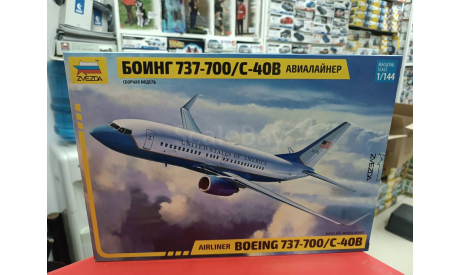 ZVEZDA
БОИНГ 737-700/С-40В АВИАЛАЙНЕР
СБОРНАЯ МОДЕЛЬ
1/144
UNITED STATES OF AMERICA
ZVEZDA
AIRLINER BOEING 737-700/C-40B